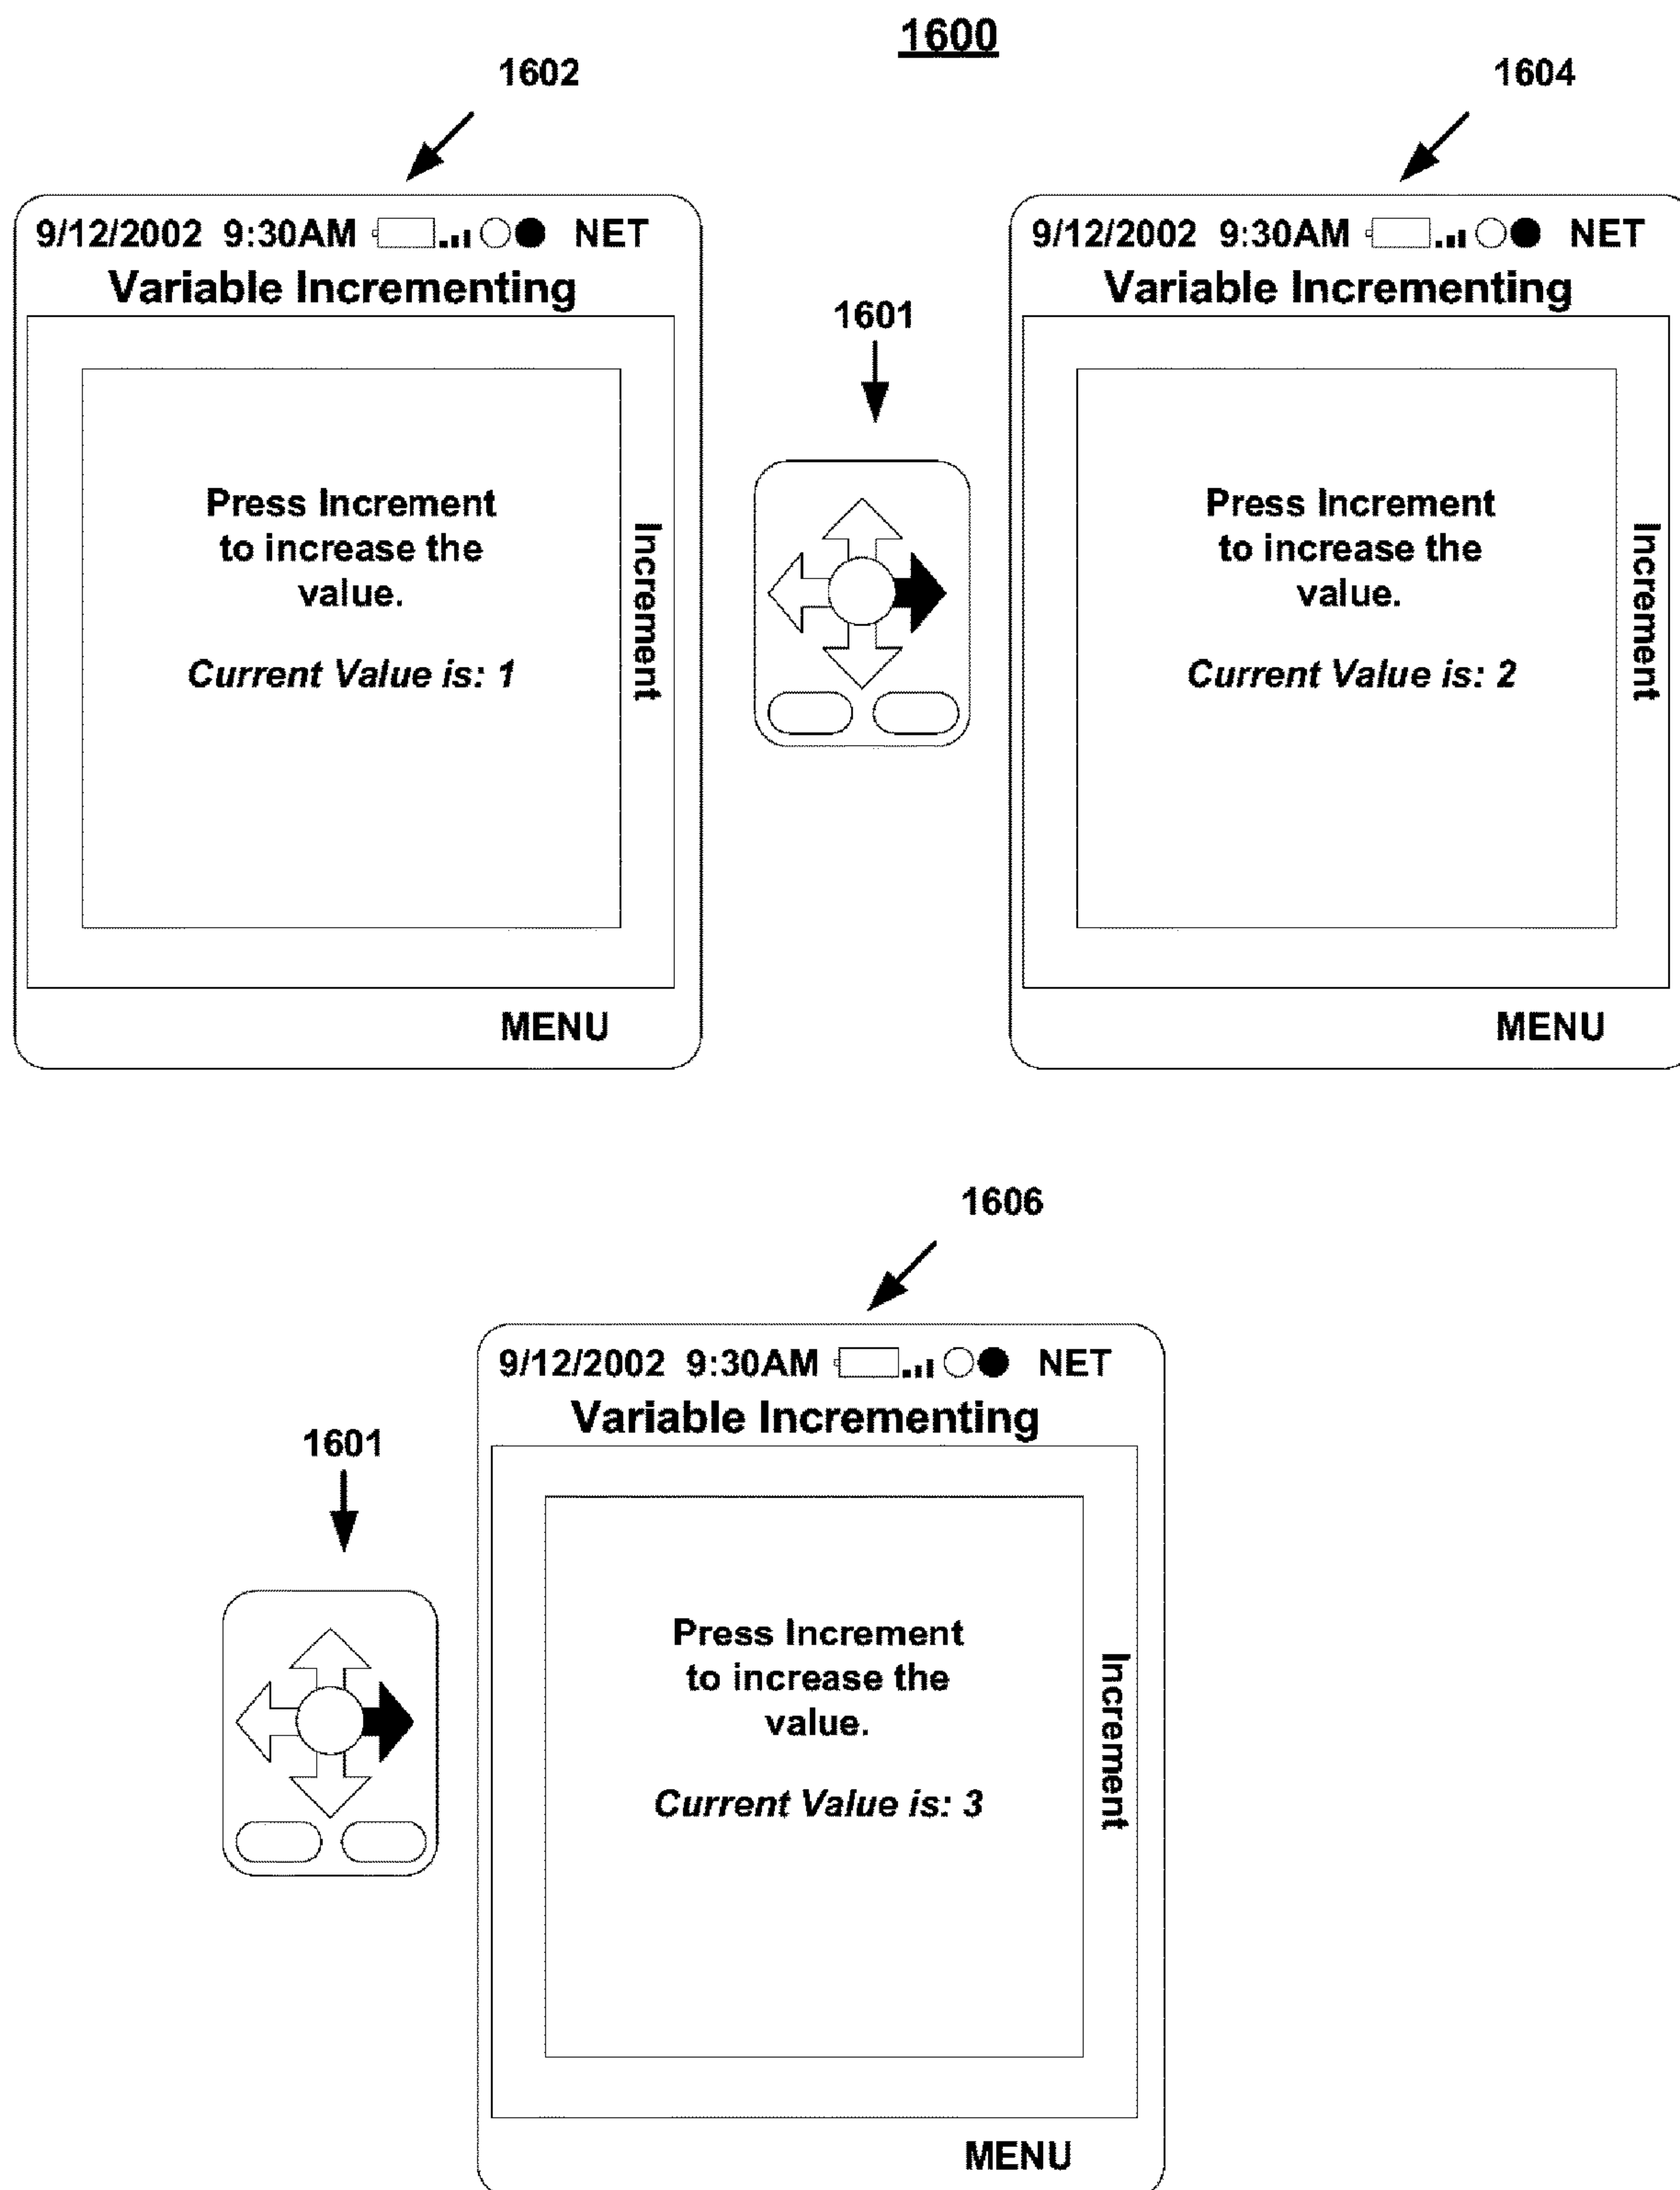 1600
1602
1604
9/12/2002 9:30AM NET
Variable Incrementing
Press Increment
to increase the
value.
Current Value is: 1
Increment
MENU
1601
9/12/2002 9:30AM NET
Variable Incrementing
Press Increment
to increase the
value.
Current Value is: 2
Increment
MENU
1606
1601
9/12/2002 9:30AM NET
Variable Incrementing
Press Increment
to increase the
value.
Current Value is: 3
Increment
MENU